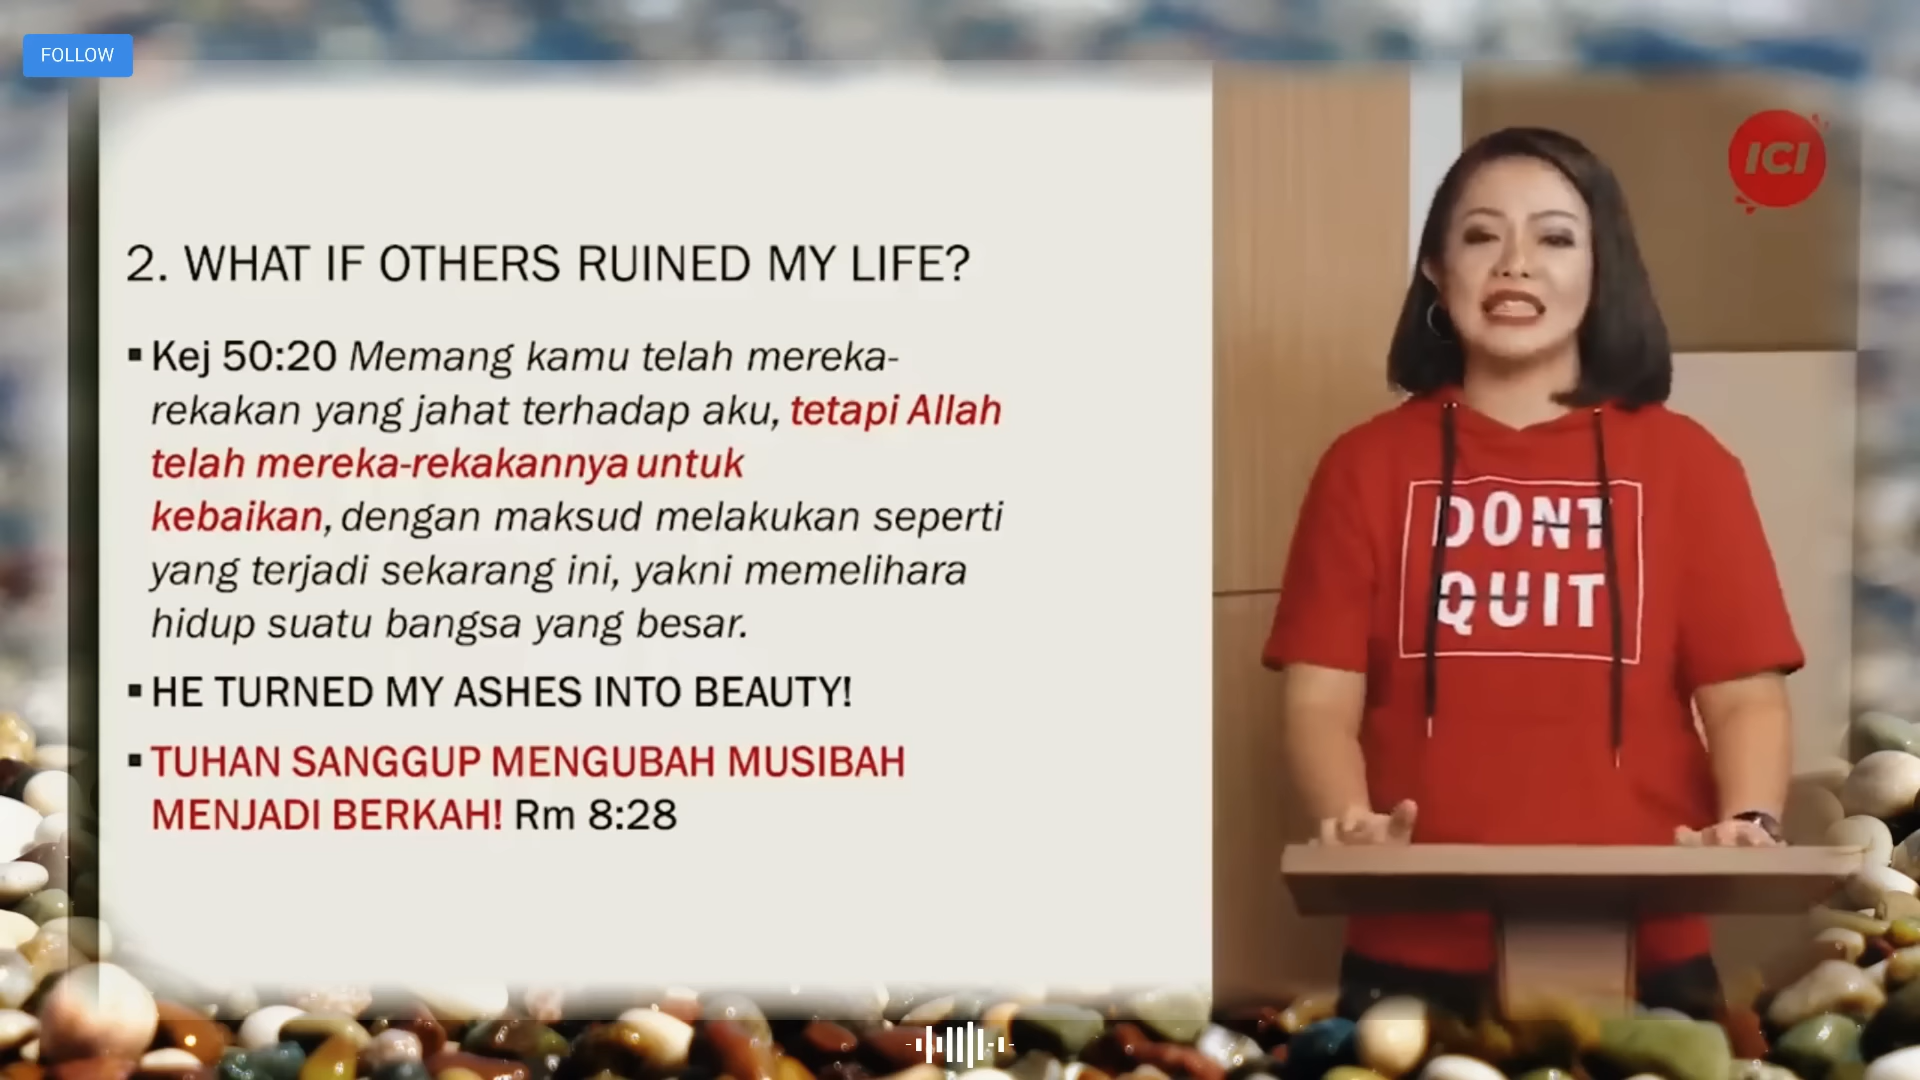 FOLLOW
ICI
2. WHAT IF OTHERS RUINED MY LIFE?
▪ Kej 50:20 Memang kamu telah mereka-
rekakan yang jahat terhadap aku, tetapi Allah
telah mereka-rekakannya untuk
kebaikan, dengan maksud melakukan seperti
yang terjadi sekarang ini, yakni memelihara
hidup suatu bangsa yang besar.
▪ HE TURNED MY ASHES INTO BEAUTY!
▪ TUHAN SANGGUP MENGUBAH MUSIBAH
MENJADI BERKAH! Rm 8:28
DONT
QUIT